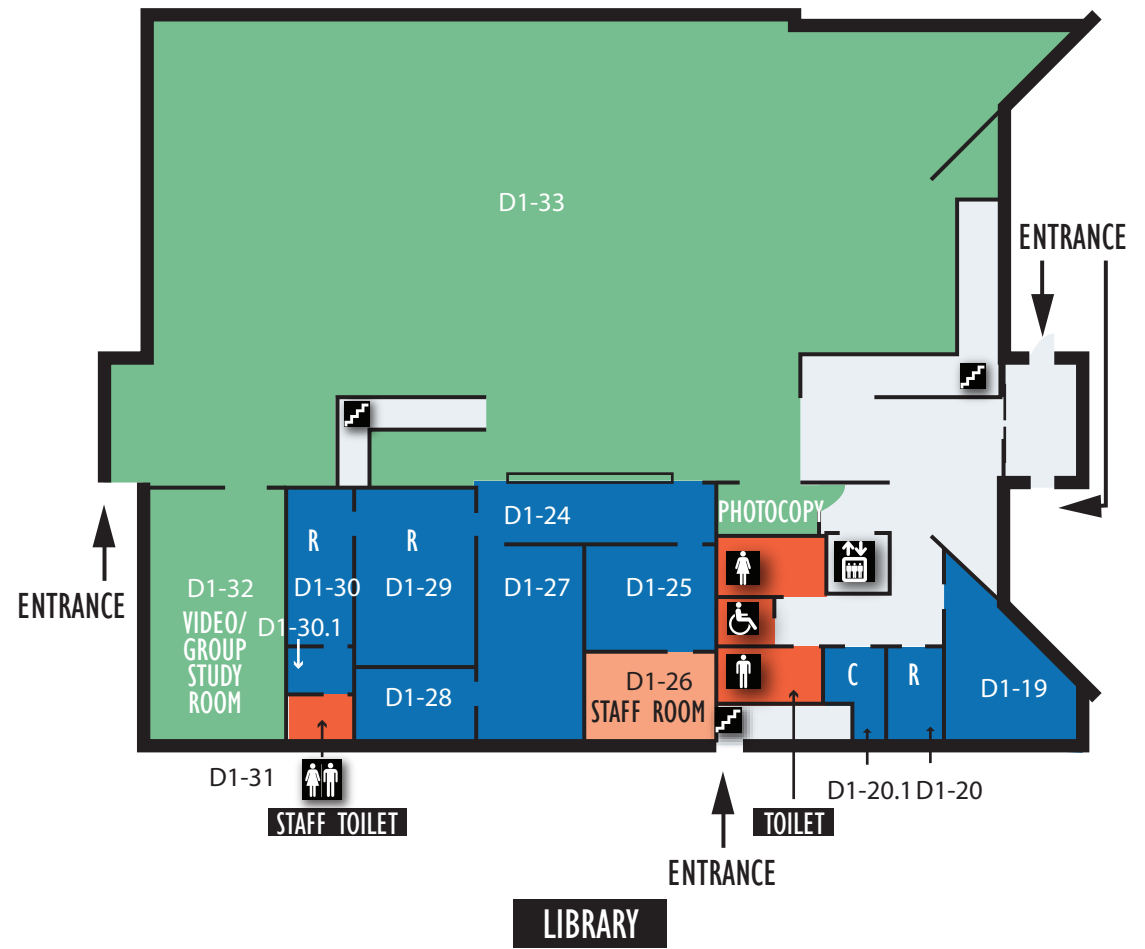 D1-33
ENTRANCE
D1-24
PHOTOCOPY
R
R
D1-32
D1-30
D1-29
D1-27
D1-25
ENTRANCE
VIDEO/
GROUP
STUDY
ROOM
D1-30.1
D1-28
D1-26
STAFF ROOM
C
R
D1-19
D1-31
D1-20.1
D1-20
STAFF TOILET
TOILET
ENTRANCE
LIBRARY